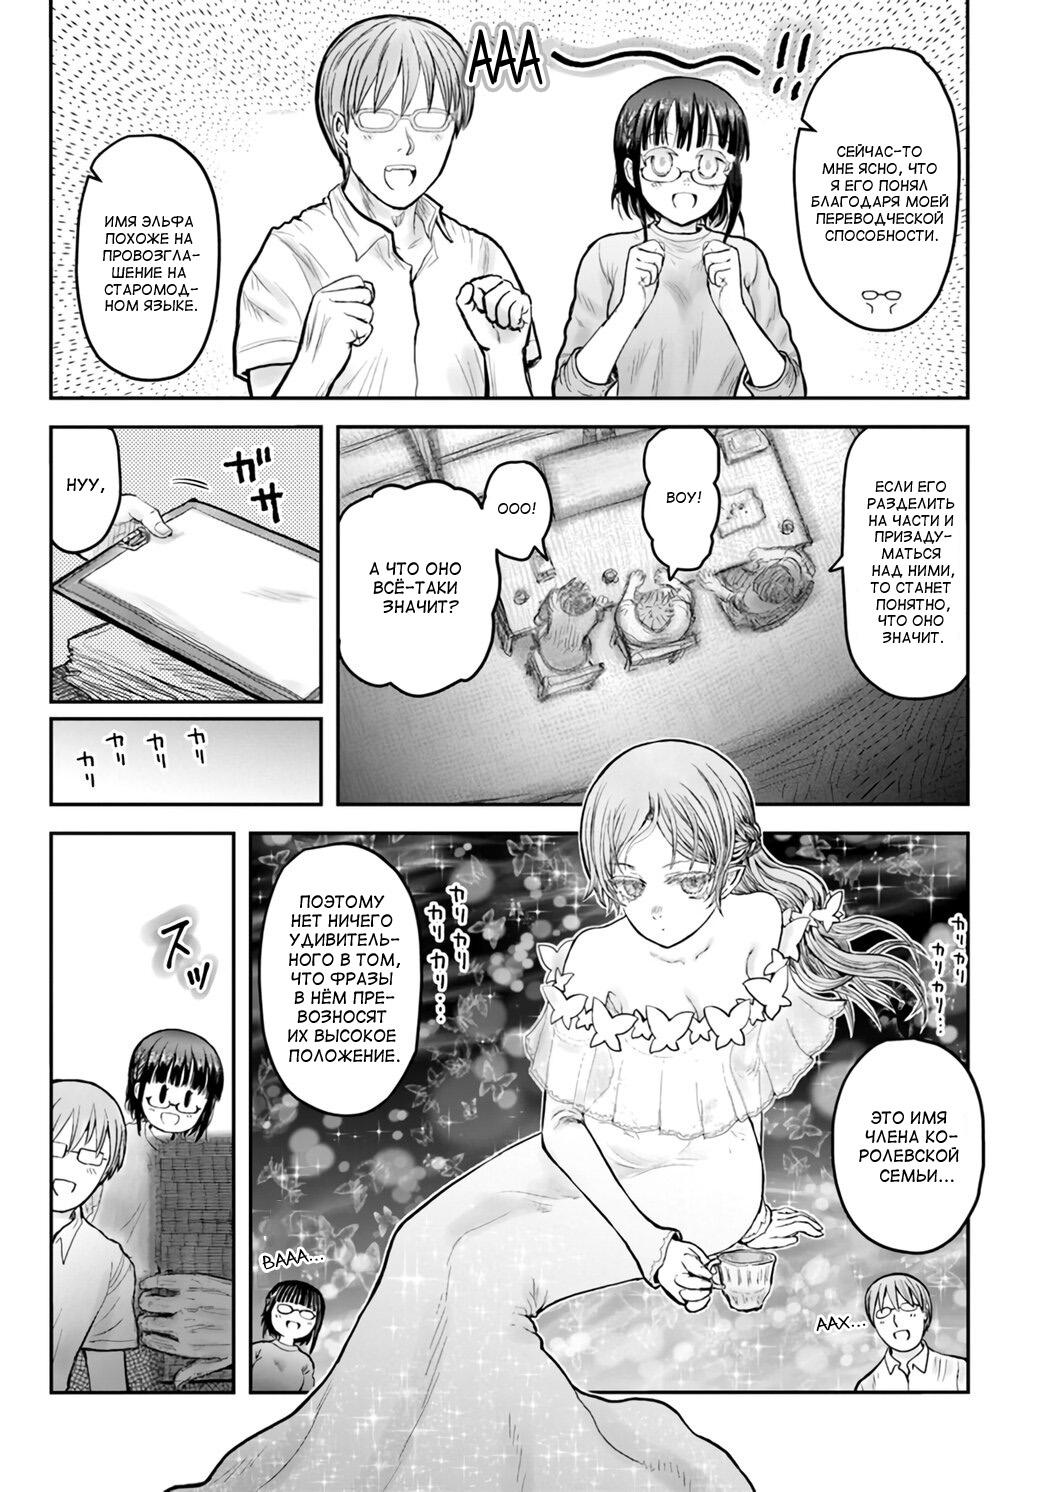 ААА
!!
СЕЙЧАС-ТО
МНЕ ЯСНО, ЧТО
Я ЕГО ПОНЯЛ
БЛАГОДАРЯ МОЕЙ
ПЕРЕВОДЧЕСКОЙ
СПОСОБНОСТИ.
ИМЯ ЭЛЬФА
ПОХОЖЕ НА
ПРОВОЗГЛА-
ШЕНИЕ НА
СТАРОМОД-
НОМ ЯЗЫКЕ.
ЕСЛИ ЕГО
РАЗДЕЛИТЬ
НА ЧАСТИ И
ПРИЗАДУ-
МАТЬСЯ
НАД НИМИ,
ТО СТАНЕТ
ПОНЯТНО,
ЧТО ОНО
ЗНАЧИТ.
ВОУ!
ООО!
А ЧТО ОНО
ВСЁ-ТАКИ
ЗНАЧИТ?
ガサ
НУУ,
カリ
カリ
カリ
カリ
カリカリ
カリカリ…
ЭТО ИМЯ
ЧЛЕНА КО-
РОЛЕВСКОЙ
СЕМЬИ...
カリカリ
カリカリ…
ПОЭТОМУ
НЕТ НИЧЕГО
УДИВИТЕЛЬ-
НОГО В ТОМ,
ЧТО ФРАЗЫ
В НЁМ ПРЕ-
ВОЗНОСЯТ
ИХ ВЫСОКОЕ
ПОЛОЖЕНИЕ.
ААХ...
ВААА...
スッ